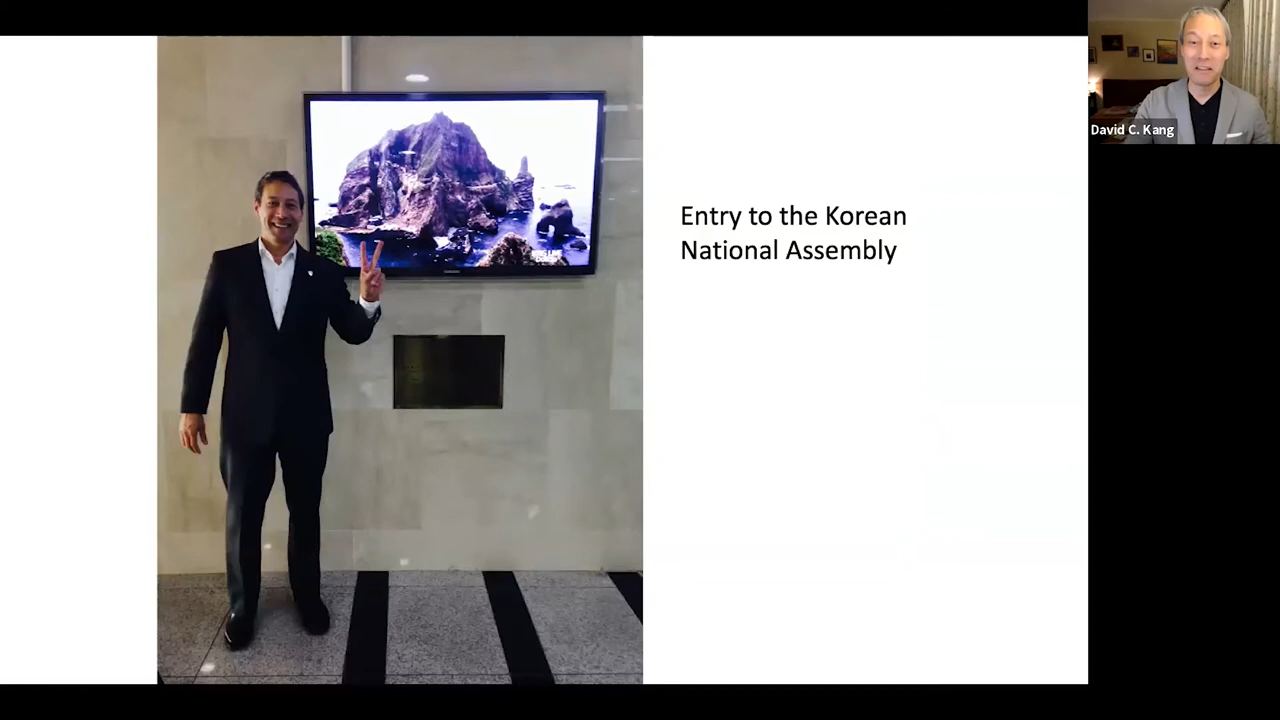 David C. Kang
Entry to the Korean
National Assembly